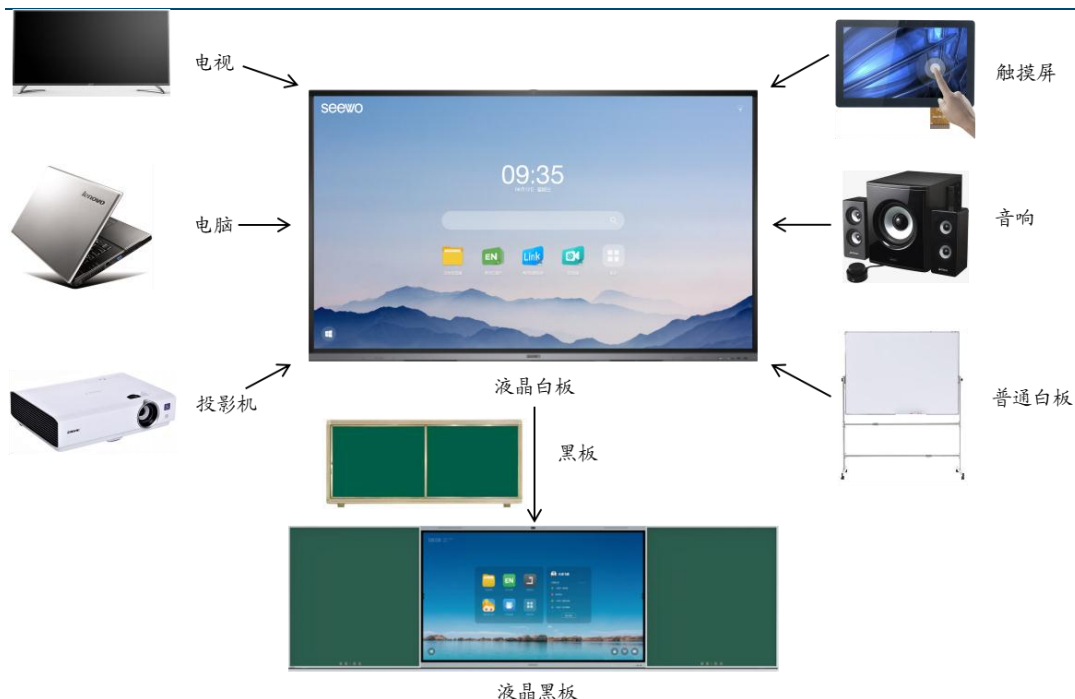 电视
触摸屏
seewo
09:35
lenovo
电脑
音响
EN
Link
投影机
液晶白板
普通白板
黑板
EN
液晶黑板